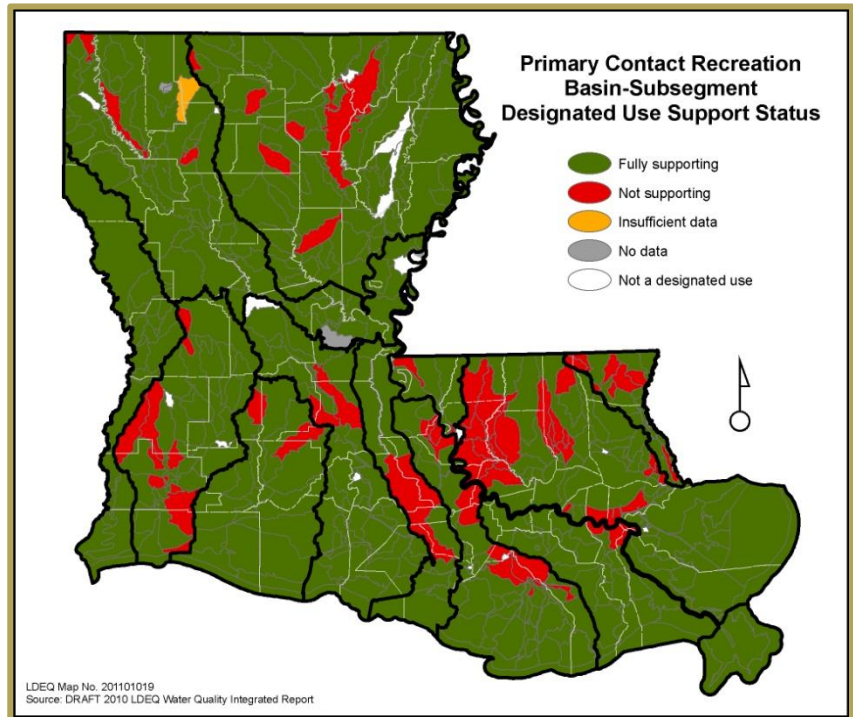 Primary Contact Recreation
Basin-Subsegment
Designated Use Support Status
Fully supporting
Not supporting
Insufficient data
No data
Not a designated use
LDEQ Map No. 201101019
Source: DRAFT 2010 LDEQ Water Quality Integrated Report